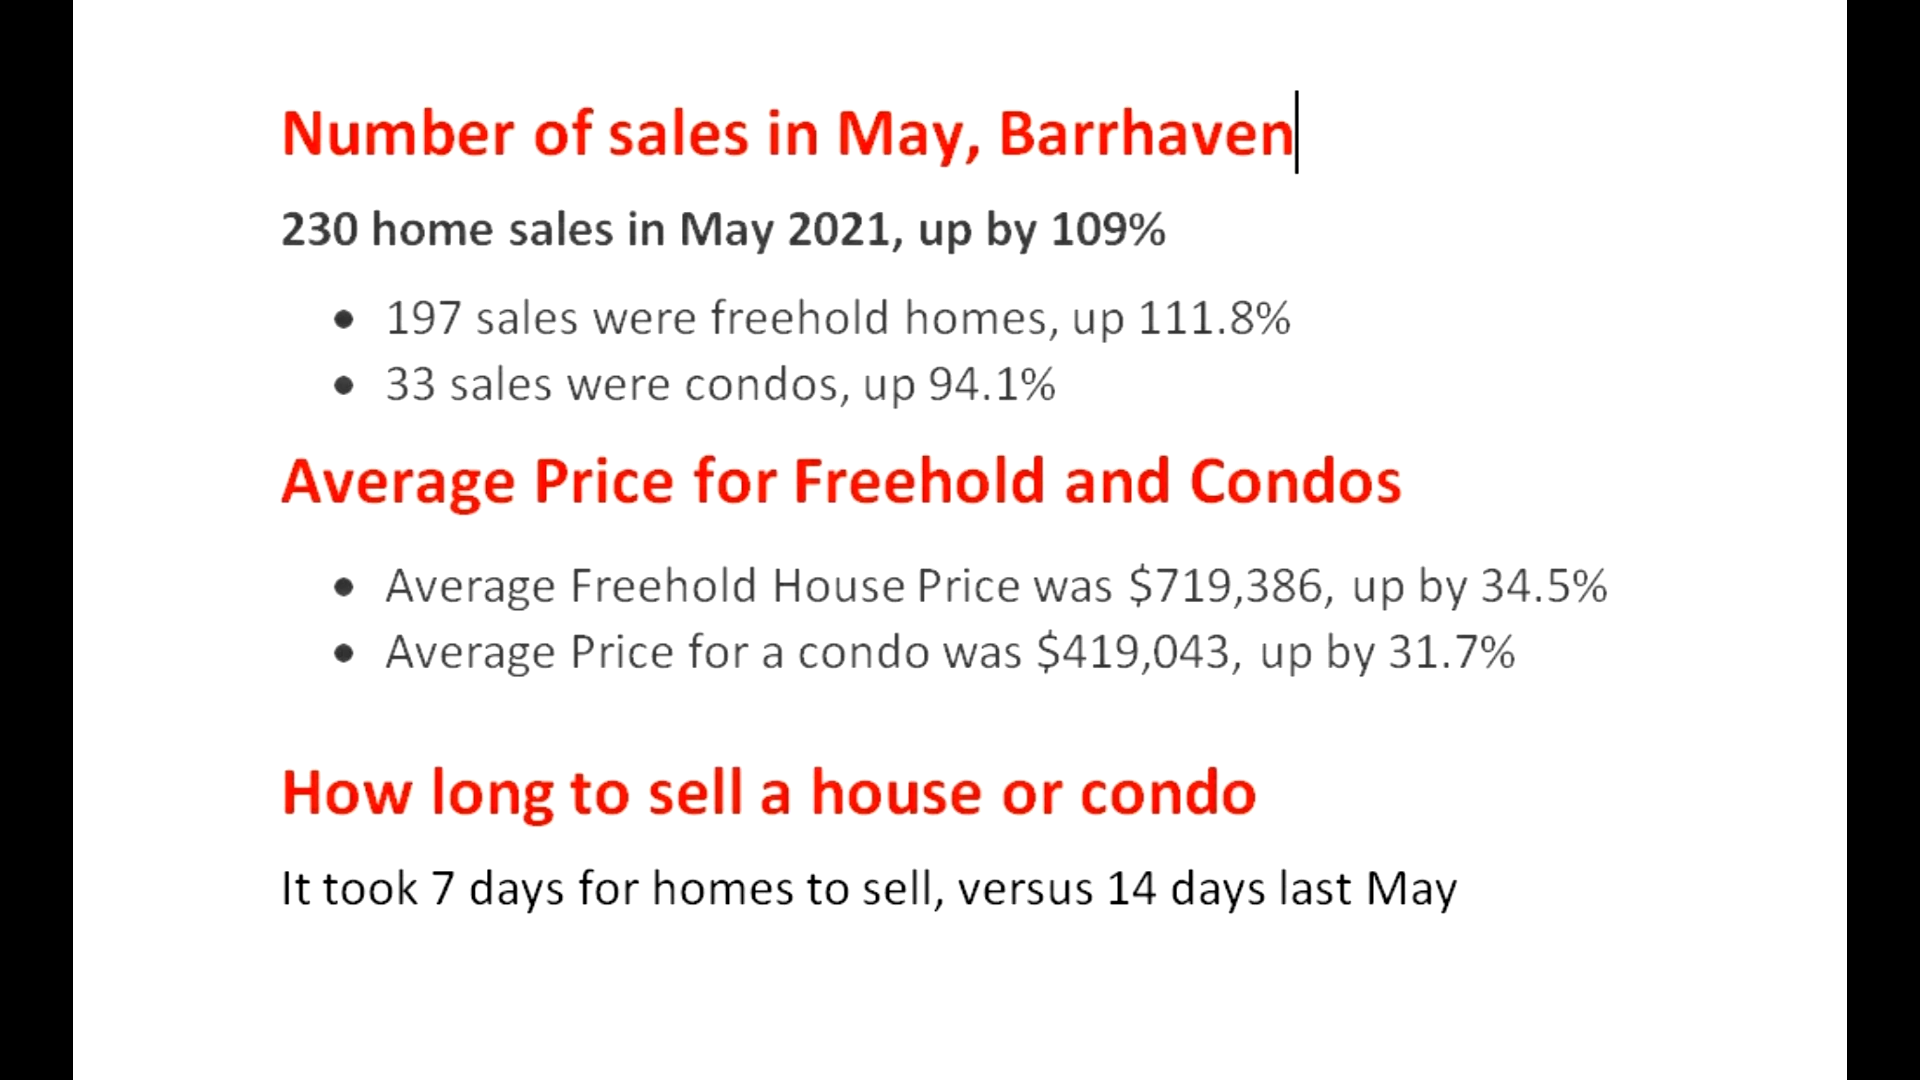 Number of sales in May, Barrhaven
230 home sales in May 2021, up by 109%
• 197 sales were freehold homes, up 111.8%
• 33 sales were condos, up 94.1%
Average Price for Freehold and Condos
• Average Freehold House Price was $719,386, up by 34.5%
• Average Price for a condo was $419,043, up by 31.7%
How long to sell a house or condo
It took 7 days for homes to sell, versus 14 days last May